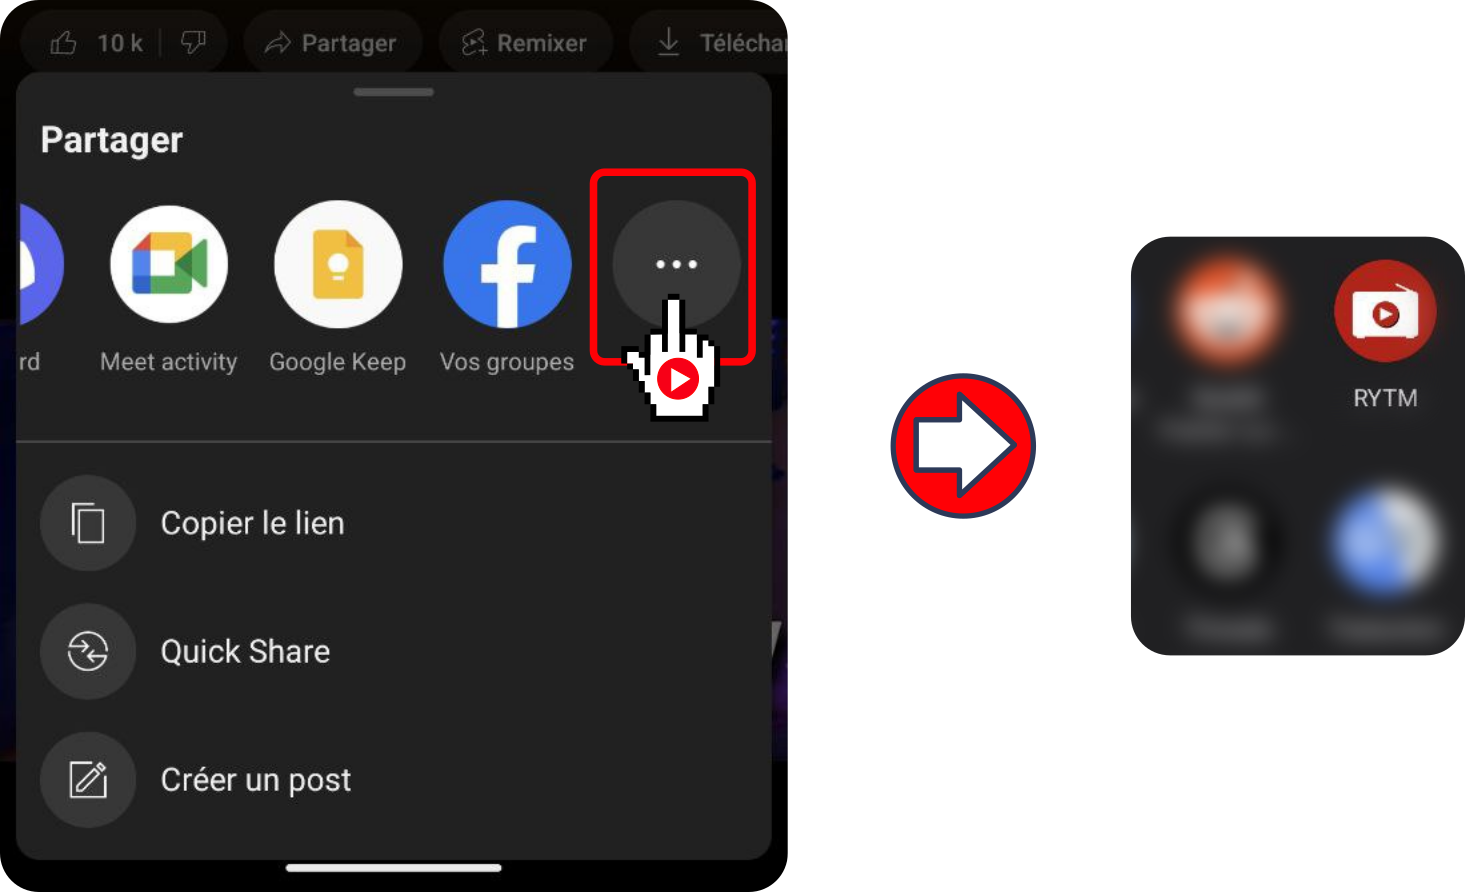 10 k
Partager
Remixer
Télécha
Partager
rd
Meet activity
Google Keep
Vos groupes
Copier le lien
Quick Share
Créer un post
RYTM